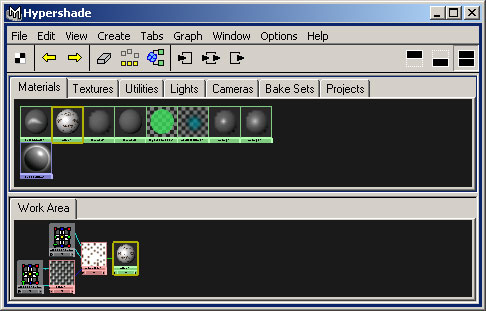 Hypershade
File Edit View Create Tabs Graph Window Options Help
Materials Textures Utilities Lights Cameras Bake Sets Projects
Work Area